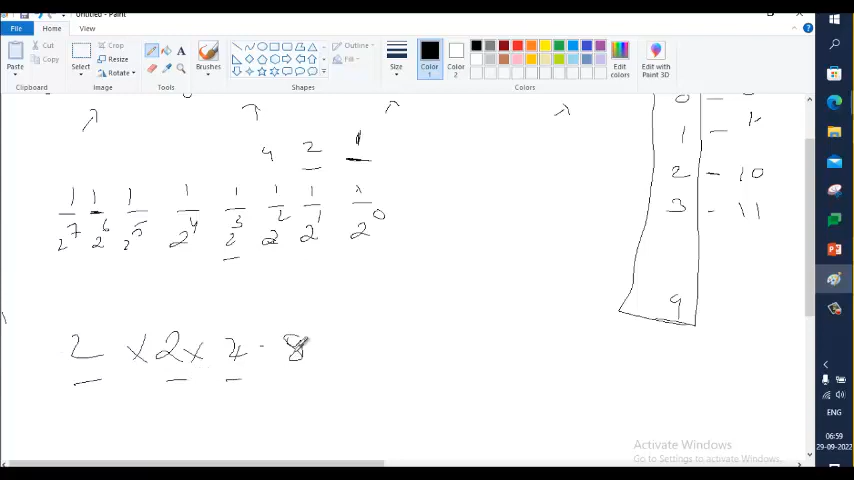 Untitled - Paint
File Home View
Paste Cut Copy Select Crop Resize Rotate Brushes Outline Fill Size Color 1 Color 2 Edit colors Edit with Paint 3D
Clipboard Image Tools Shapes Colors
4 2 1
1 1 1 1 1 1 1 1
2^7 2^6 2^5 2^4 2^3 2^2 2^1 2^0
2 × 2 × 2 - 8
0 -
1 -
2 - 10
3 - 11
9
Activate Windows
Go to Settings to activate Windows.
ENG
06:59
29-09-2022